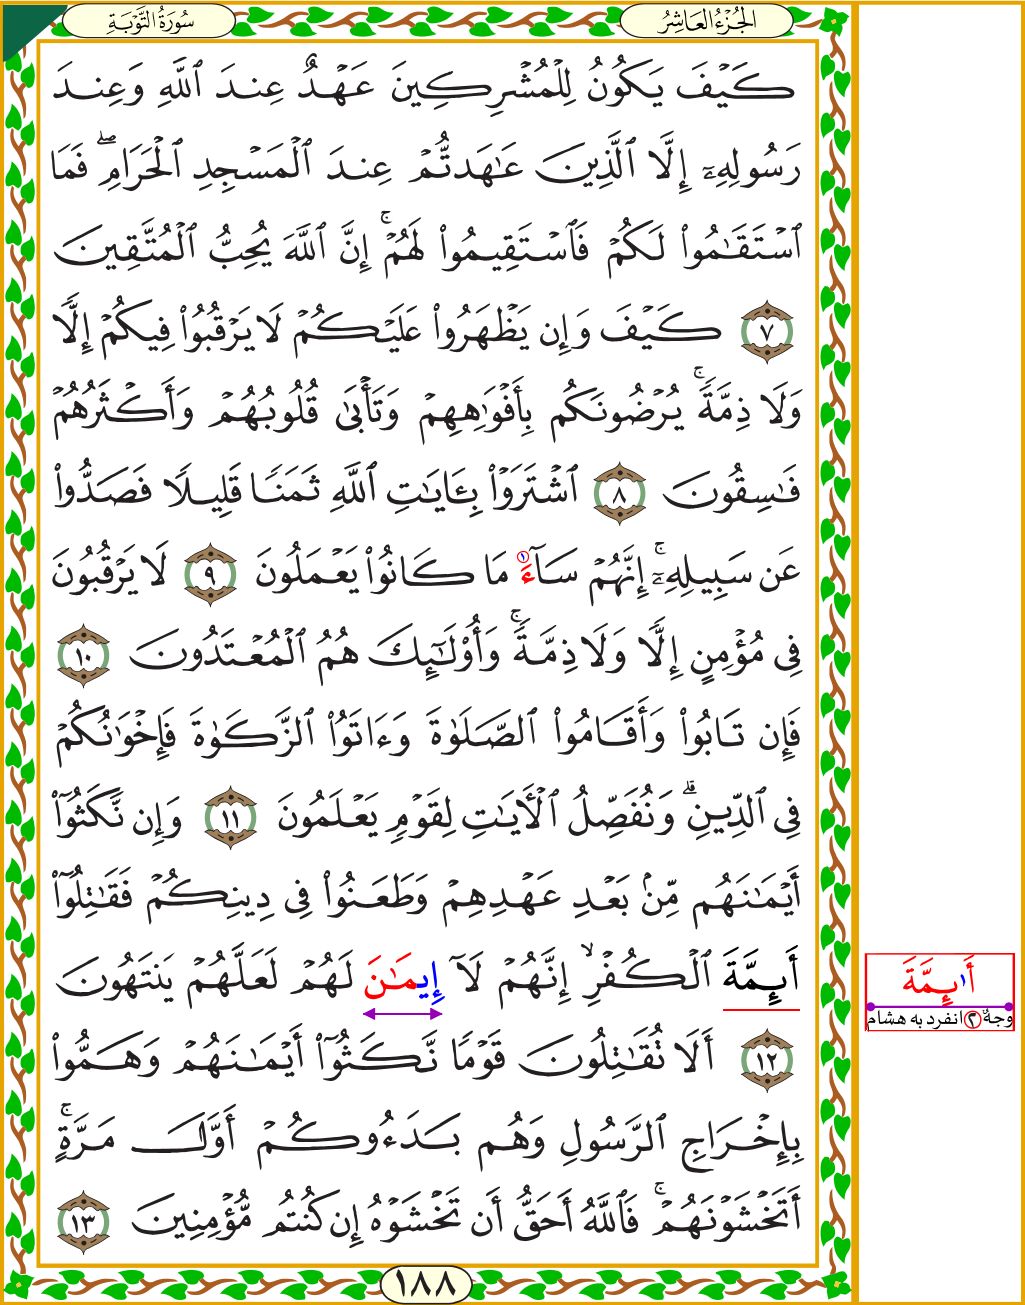 سُورَةُ التَّوْبَةِ
الجُزْءُ العَاشِرُ
كَيْفَ يَكُونُ لِلْمُشْرِكِينَ عَهْدٌ عِندَ ٱللَّهِ وَعِندَ
رَسُولِهِۦٓ إِلَّا ٱلَّذِينَ عَٰهَدتُّمْ عِندَ ٱلْمَسْجِدِ ٱلْحَرَامِۖ فَمَا
ٱسْتَقَٰمُوا۟ لَكُمْ فَٱسْتَقِيمُوا۟ لَهُمْۚ إِنَّ ٱللَّهَ يُحِبُّ ٱلْمُتَّقِينَ
٧ كَيْفَ وَإِن يَظْهَرُوا۟ عَلَيْكُمْ لَا يَرْقُبُوا۟ فِيكُمْ إِلًّا
وَلَا ذِمَّةًۚ يُرْضُونَكُم بِأَفْوَٰهِهِمْ وَتَأْبَىٰ قُلُوبُهُمْ وَأَكْثَرُهُمْ
فَٰسِقُونَ ٨ ٱشْتَرَوْا۟ بِـَٔايَٰتِ ٱللَّهِ ثَمَنًا قَلِيلًا فَصَدُّوا۟
عَن سَبِيلِهِۦٓۚ إِنَّهُمْ سَآءَ ١ مَا كَانُوا۟ يَعْمَلُونَ ٩ لَا يَرْقُبُونَ
فِى مُؤْمِنٍ إِلًّا وَلَا ذِمَّةًۚ وَأُو۟لَٰٓئِكَ هُمُ ٱلْمُعْتَدُونَ ١٠
فَإِن تَابُوا۟ وَأَقَامُوا۟ ٱلصَّلَوٰةَ وَءَاتَوُا۟ ٱلزَّكَوٰةَ فَإِخْوَٰنُكُمْ
فِى ٱلدِّينِۗ وَنُفَصِّلُ ٱلْأَيَٰتِ لِقَوْمٍ يَعْلَمُونَ ١١ وَإِن نَّكَثُوٓا۟
أَيْمَٰنَهُم مِّنۢ بَعْدِ عَهْدِهِمْ وَطَعَنُوا۟ فِى دِينِكُمْ فَقَٰتِلُوٓا۟
أَئِمَّةَ ٱلْكُفْرِۙ إِنَّهُمْ لَآ إِيمَٰنَ لَهُمْ لَعَلَّهُمْ يَنتَهُونَ
أَا۬ئِمَّةَ
وجهٌ ٢ انفرد به هشام
١٢ أَلَا تُقَٰتِلُونَ قَوْمًا نَّكَثُوٓا۟ أَيْمَٰنَهُمْ وَهَمُّوا۟
بِإِخْرَاجِ ٱلرَّسُولِ وَهُم بَدَءُوكُمْ أَوَّلَ مَرَّةٍۚ
أَتَخْشَوْنَهُمْۚ فَٱللَّهُ أَحَقُّ أَن تَخْشَوْهُ إِن كُنتُم مُّؤْمِنِينَ ١٣
١٨٨